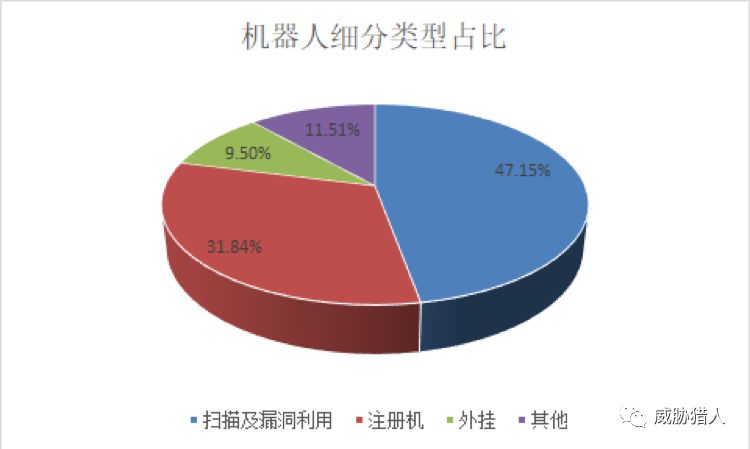 机器人细分类型占比
11.51%
9.50%
47.15%
31.84%
扫描及漏洞利用 注册机 外挂 其他
威胁猎人